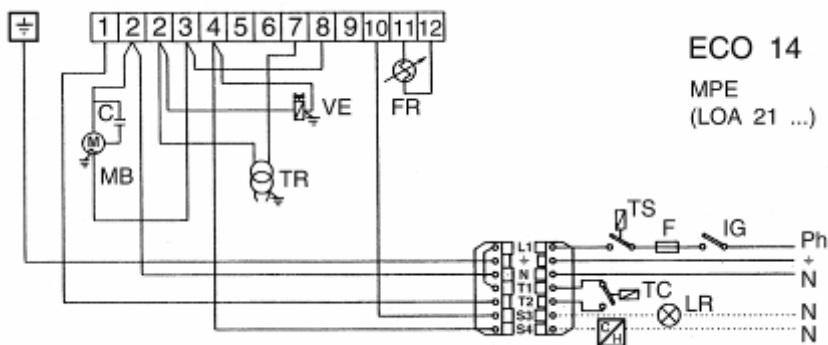 1 2 2 3 4 5 6 7 8 9 10 11 12
ECO 14
MPE
(LOA 21 ...)
C
VE
FR
M
MB
TR
TS
F
IG
L1
Ph
N
N
T1
TC
T2
LR
S3
N
C
H
S4
N